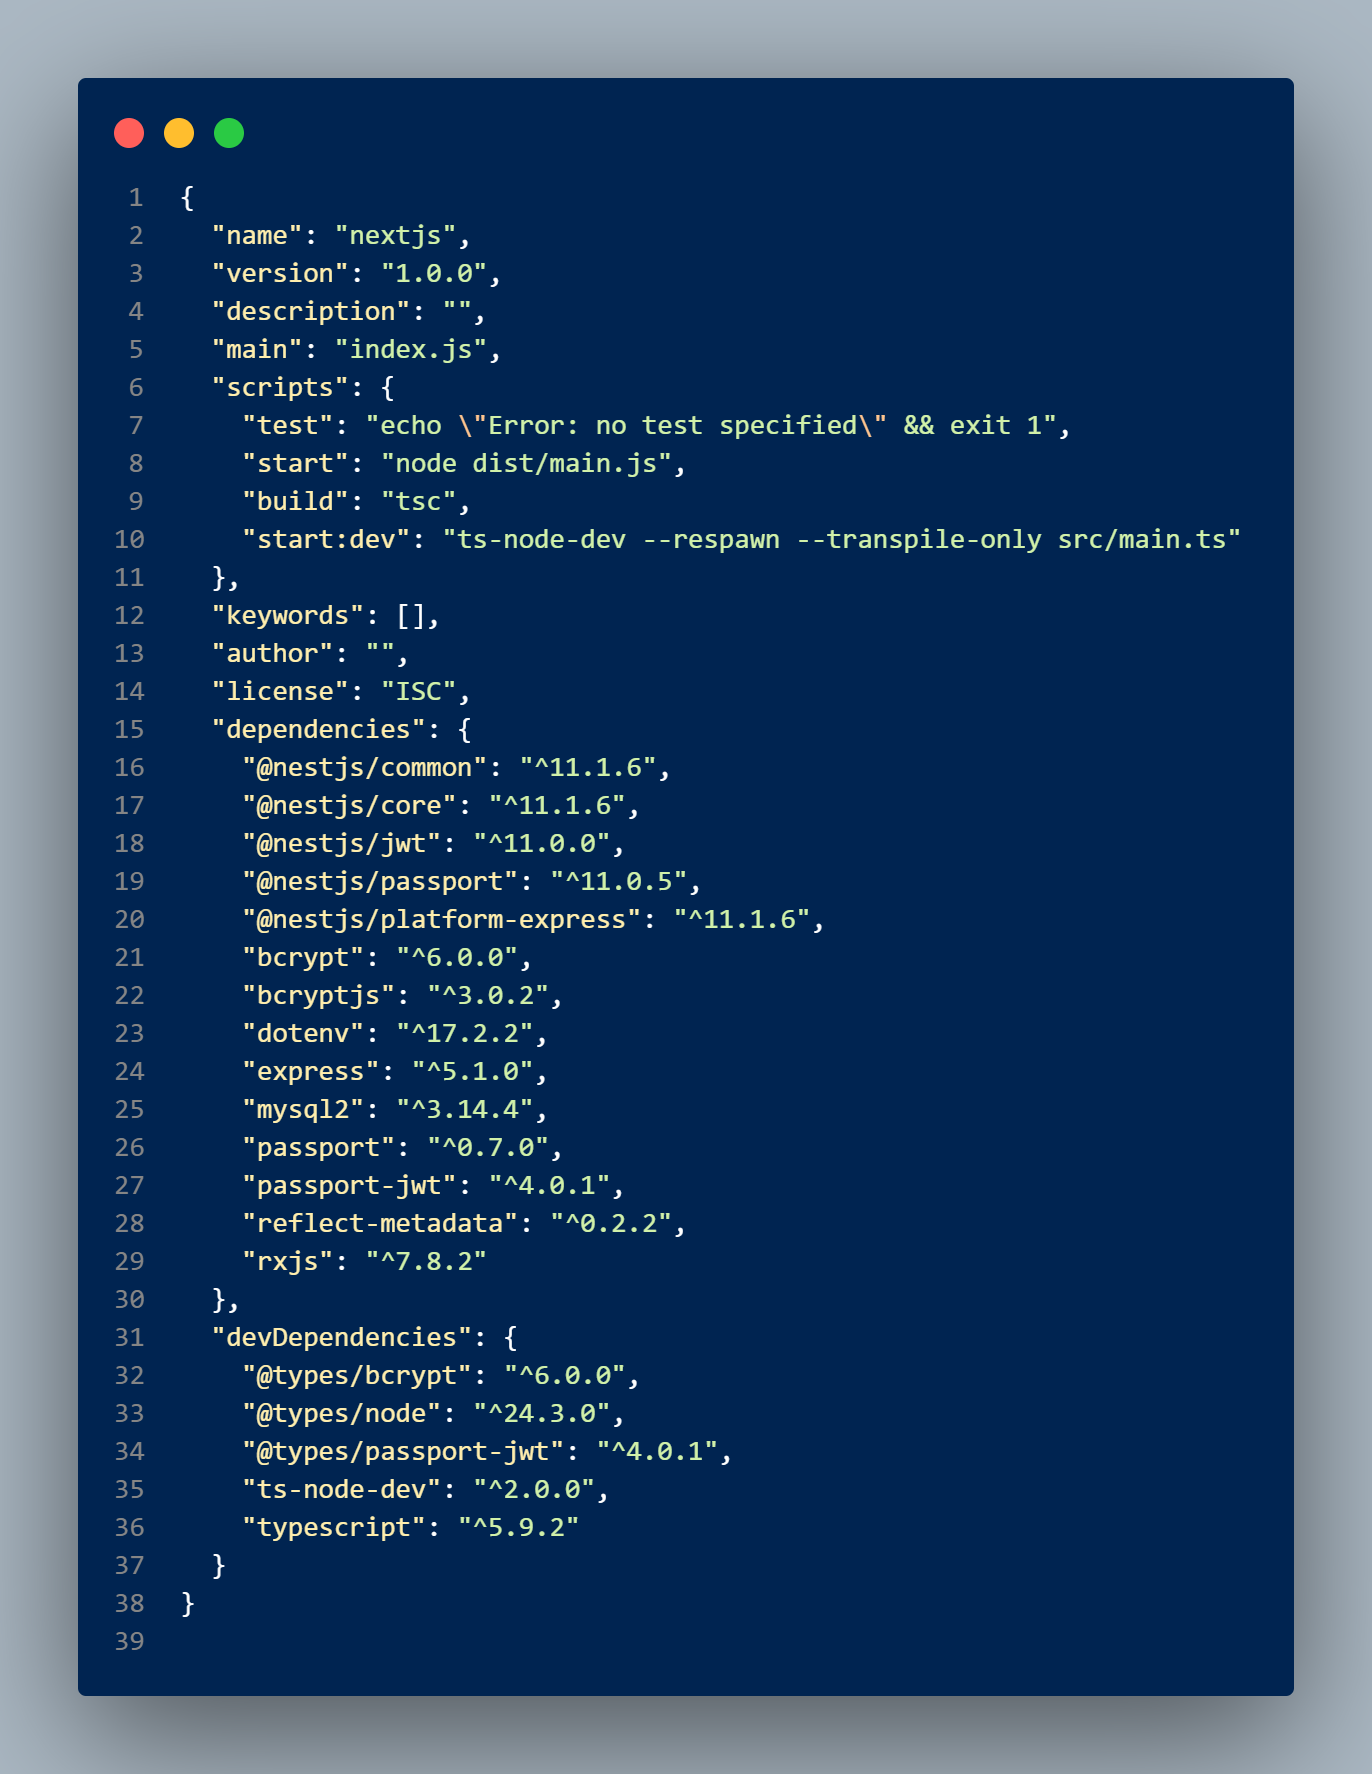 1 {
2   "name": "nextjs",
3   "version": "1.0.0",
4   "description": "",
5   "main": "index.js",
6   "scripts": {
7     "test": "echo \"Error: no test specified\" && exit 1",
8     "start": "node dist/main.js",
9     "build": "tsc",
10     "start:dev": "ts-node-dev --respawn --transpile-only src/main.ts"
11   },
12   "keywords": [],
13   "author": "",
14   "license": "ISC",
15   "dependencies": {
16     "@nestjs/common": "^11.1.6",
17     "@nestjs/core": "^11.1.6",
18     "@nestjs/jwt": "^11.0.0",
19     "@nestjs/passport": "^11.0.5",
20     "@nestjs/platform-express": "^11.1.6",
21     "bcrypt": "^6.0.0",
22     "bcryptjs": "^3.0.2",
23     "dotenv": "^17.2.2",
24     "express": "^5.1.0",
25     "mysql2": "^3.14.4",
26     "passport": "^0.7.0",
27     "passport-jwt": "^4.0.1",
28     "reflect-metadata": "^0.2.2",
29     "rxjs": "^7.8.2"
30   },
31   "devDependencies": {
32     "@types/bcrypt": "^6.0.0",
33     "@types/node": "^24.3.0",
34     "@types/passport-jwt": "^4.0.1",
35     "ts-node-dev": "^2.0.0",
36     "typescript": "^5.9.2"
37   }
38 }
39